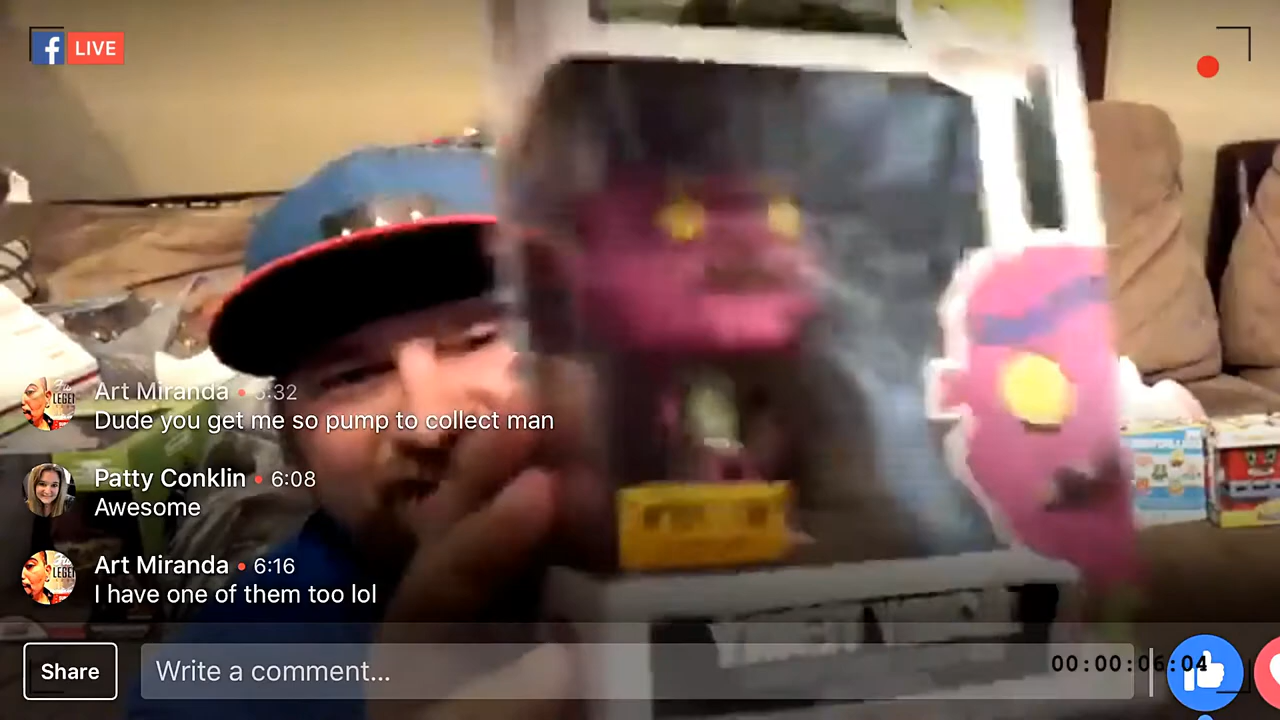 LIVE
Art Miranda • 5:32
Dude you get me so pump to collect man
Patty Conklin • 6:08
Awesome
Art Miranda • 6:16
I have one of them too lol
Share
Write a comment...
00:00:06:04